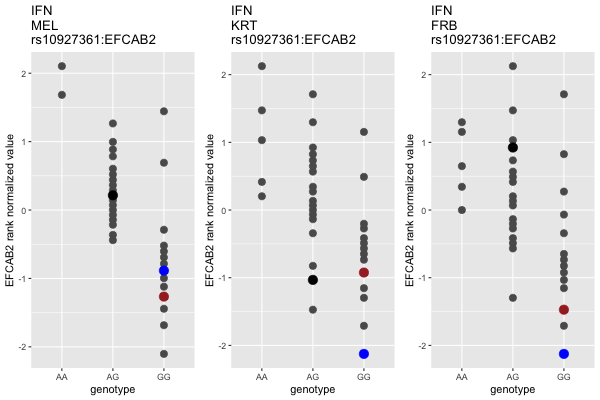 IFN
MEL
rs10927361:EFCAB2
EFCAB2 rank normalized value
2
1
0
-1
-2
AA AG GG
genotype
IFN
KRT
rs10927361:EFCAB2
EFCAB2 rank normalized value
2
1
0
-1
-2
AA AG GG
genotype
IFN
FRB
rs10927361:EFCAB2
EFCAB2 rank normalized value
2
1
0
-1
-2
AA AG GG
genotype